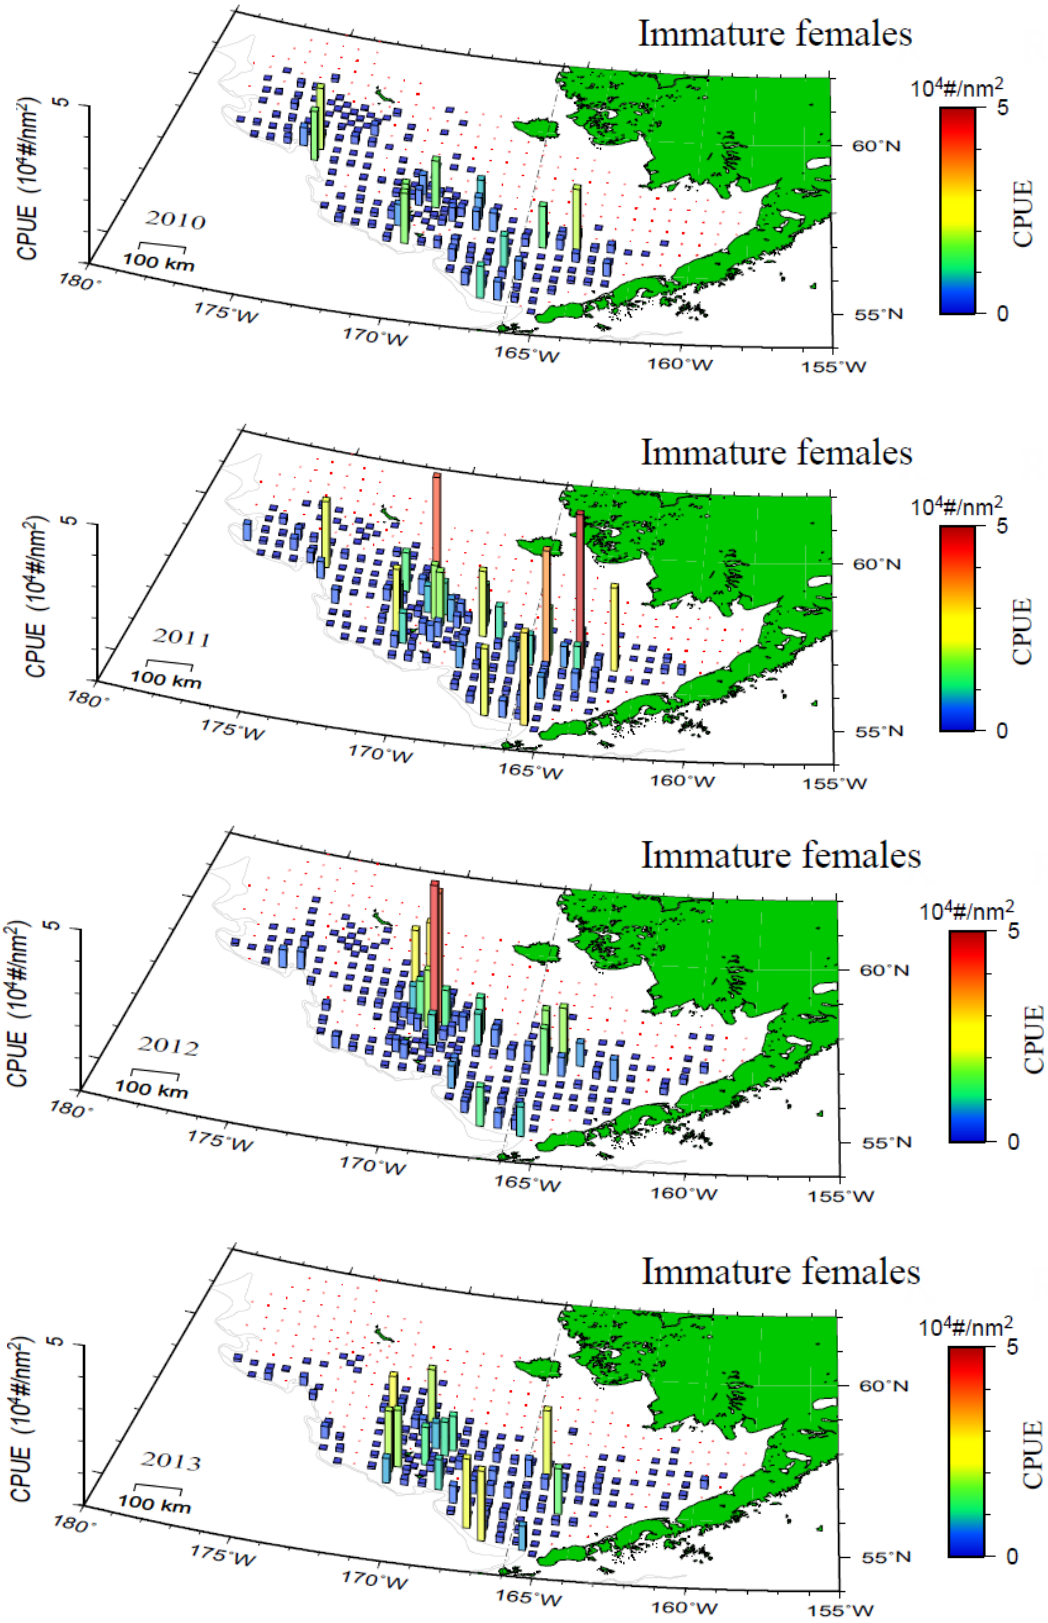 Immature females
10⁴#/nm²
5
CPUE
0
5
CPUE (10⁴#/nm²)
2010
100 km
180°
175°W
170°W
165°W
160°W
155°W
60°N
55°N
Immature females
10⁴#/nm²
5
CPUE
0
5
CPUE (10⁴#/nm²)
2011
100 km
180°
175°W
170°W
165°W
160°W
155°W
60°N
55°N
Immature females
10⁴#/nm²
5
CPUE
0
5
CPUE (10⁴#/nm²)
2012
100 km
180°
175°W
170°W
165°W
160°W
155°W
60°N
55°N
Immature females
10⁴#/nm²
5
CPUE
0
5
CPUE (10⁴#/nm²)
2013
100 km
180°
175°W
170°W
165°W
160°W
155°W
60°N
55°N